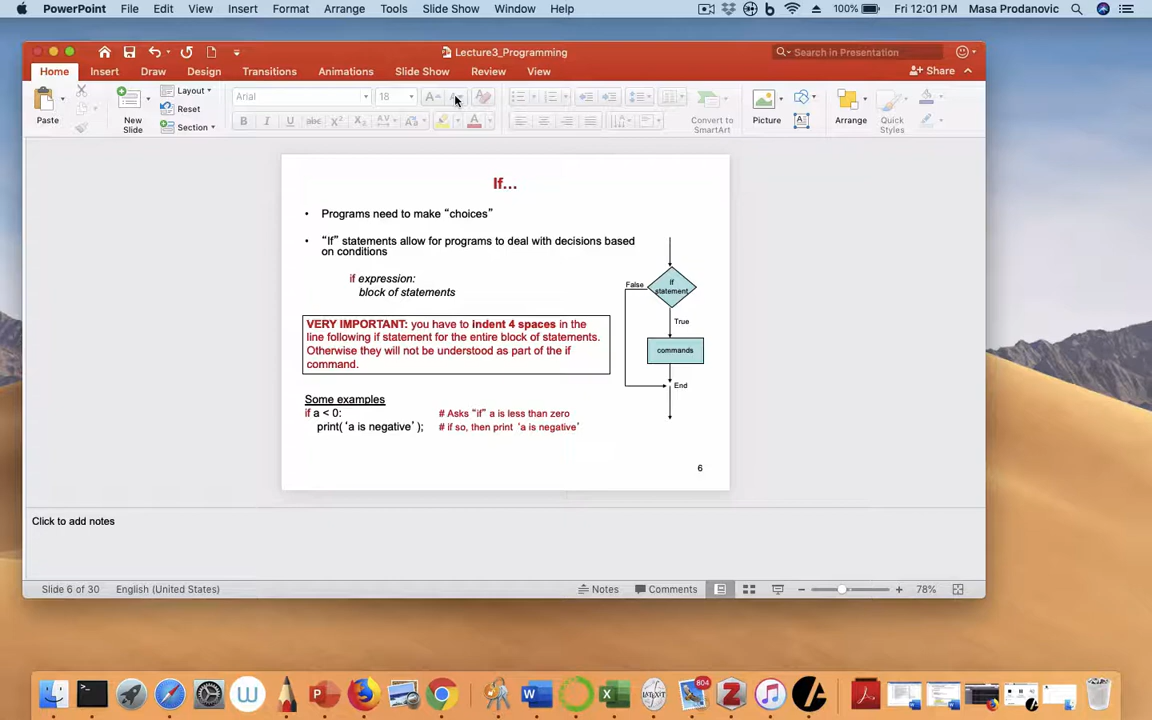 PowerPoint File Edit View Insert Format Arrange Tools Slide Show Window Help 100% Fri 12:01 PM Masa Prodanovic
Lecture3_Programming
Search in Presentation
Home Insert Draw Design Transitions Animations Slide Show Review View Share
Paste
New Slide
Layout
Reset
Section
Arial 18
B I U abc X² X₂ AV Aa A
Convert to SmartArt
Picture
Arrange
Quick Styles
If…
• Programs need to make “choices”
• “If” statements allow for programs to deal with decisions based
on conditions
if expression:
block of statements
VERY IMPORTANT: you have to indent 4 spaces in the
line following if statement for the entire block of statements.
Otherwise they will not be understood as part of the if
command.
Some examples
if a < 0: # Asks “if” a is less than zero
print(‘a is negative’); # if so, then print ‘a is negative’
If
statement
False
True
commands
End
6
Click to add notes
Slide 6 of 30 English (United States) Notes Comments 78%
804